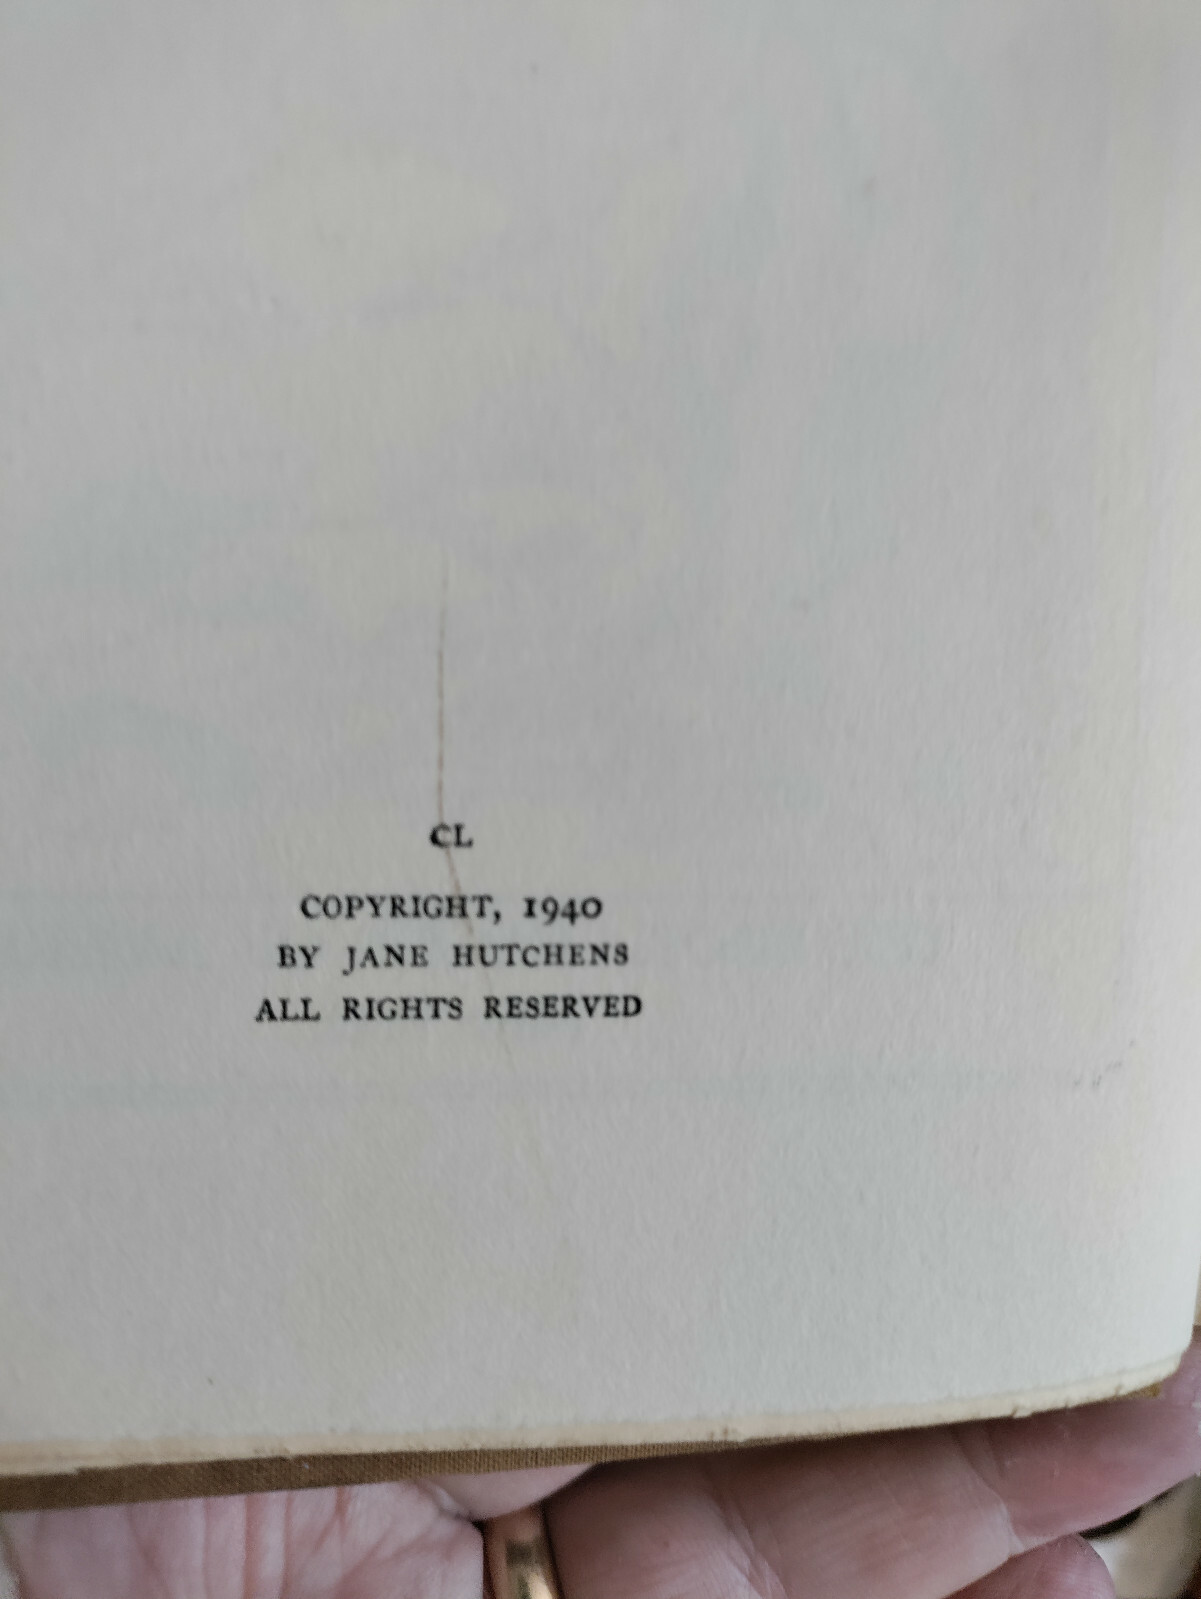 CL
COPYRIGHT, 1940
BY JANE HUTCHENS
ALL RIGHTS RESERVED